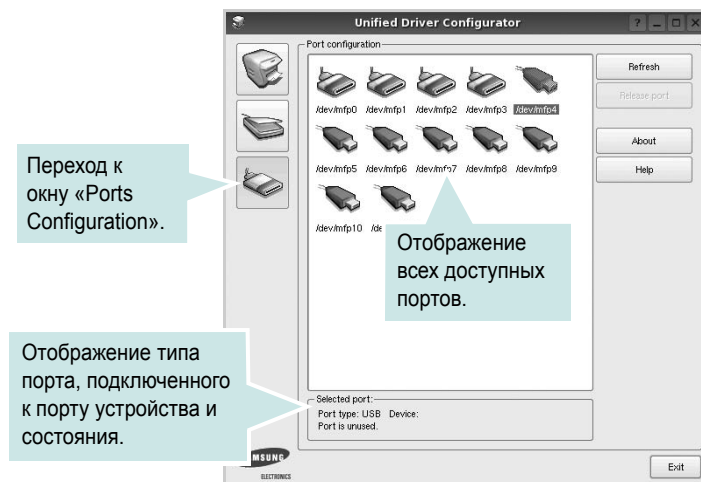 Unified Driver Configurator
Port configuration
/dev/mfp0 /dev/mfp1 /dev/mfp2 /dev/mfp3 /dev/mfp4
/dev/mfp5 /dev/mfp6 /dev/mfp7 /dev/mfp8 /dev/mfp9
/dev/mfp10
Refresh
Release port
About
Help
Переход к
окну «Ports
Configuration».
Отображение
всех доступных
портов.
Отображение типа
порта, подключенного
к порту устройства и
состояния.
Selected port:
Port type: USB Device:
Port is unused.
MSUNG
ELECTRONICS
Exit